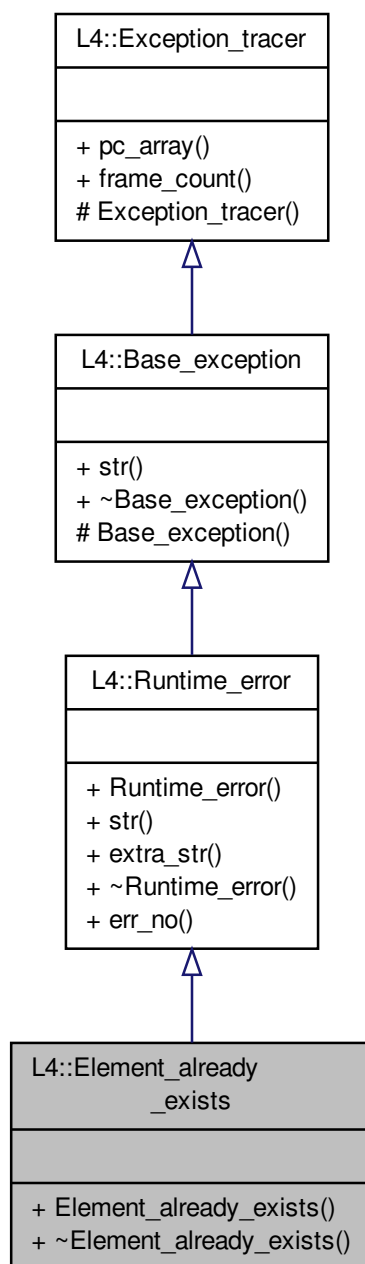 L4::Exception_tracer
+ pc_array()
+ frame_count()
# Exception_tracer()
L4::Base_exception
+ str()
+ ~Base_exception()
# Base_exception()
L4::Runtime_error
+ Runtime_error()
+ str()
+ extra_str()
+ ~Runtime_error()
+ err_no()
L4::Element_already
_exists
+ Element_already_exists()
+ ~Element_already_exists()